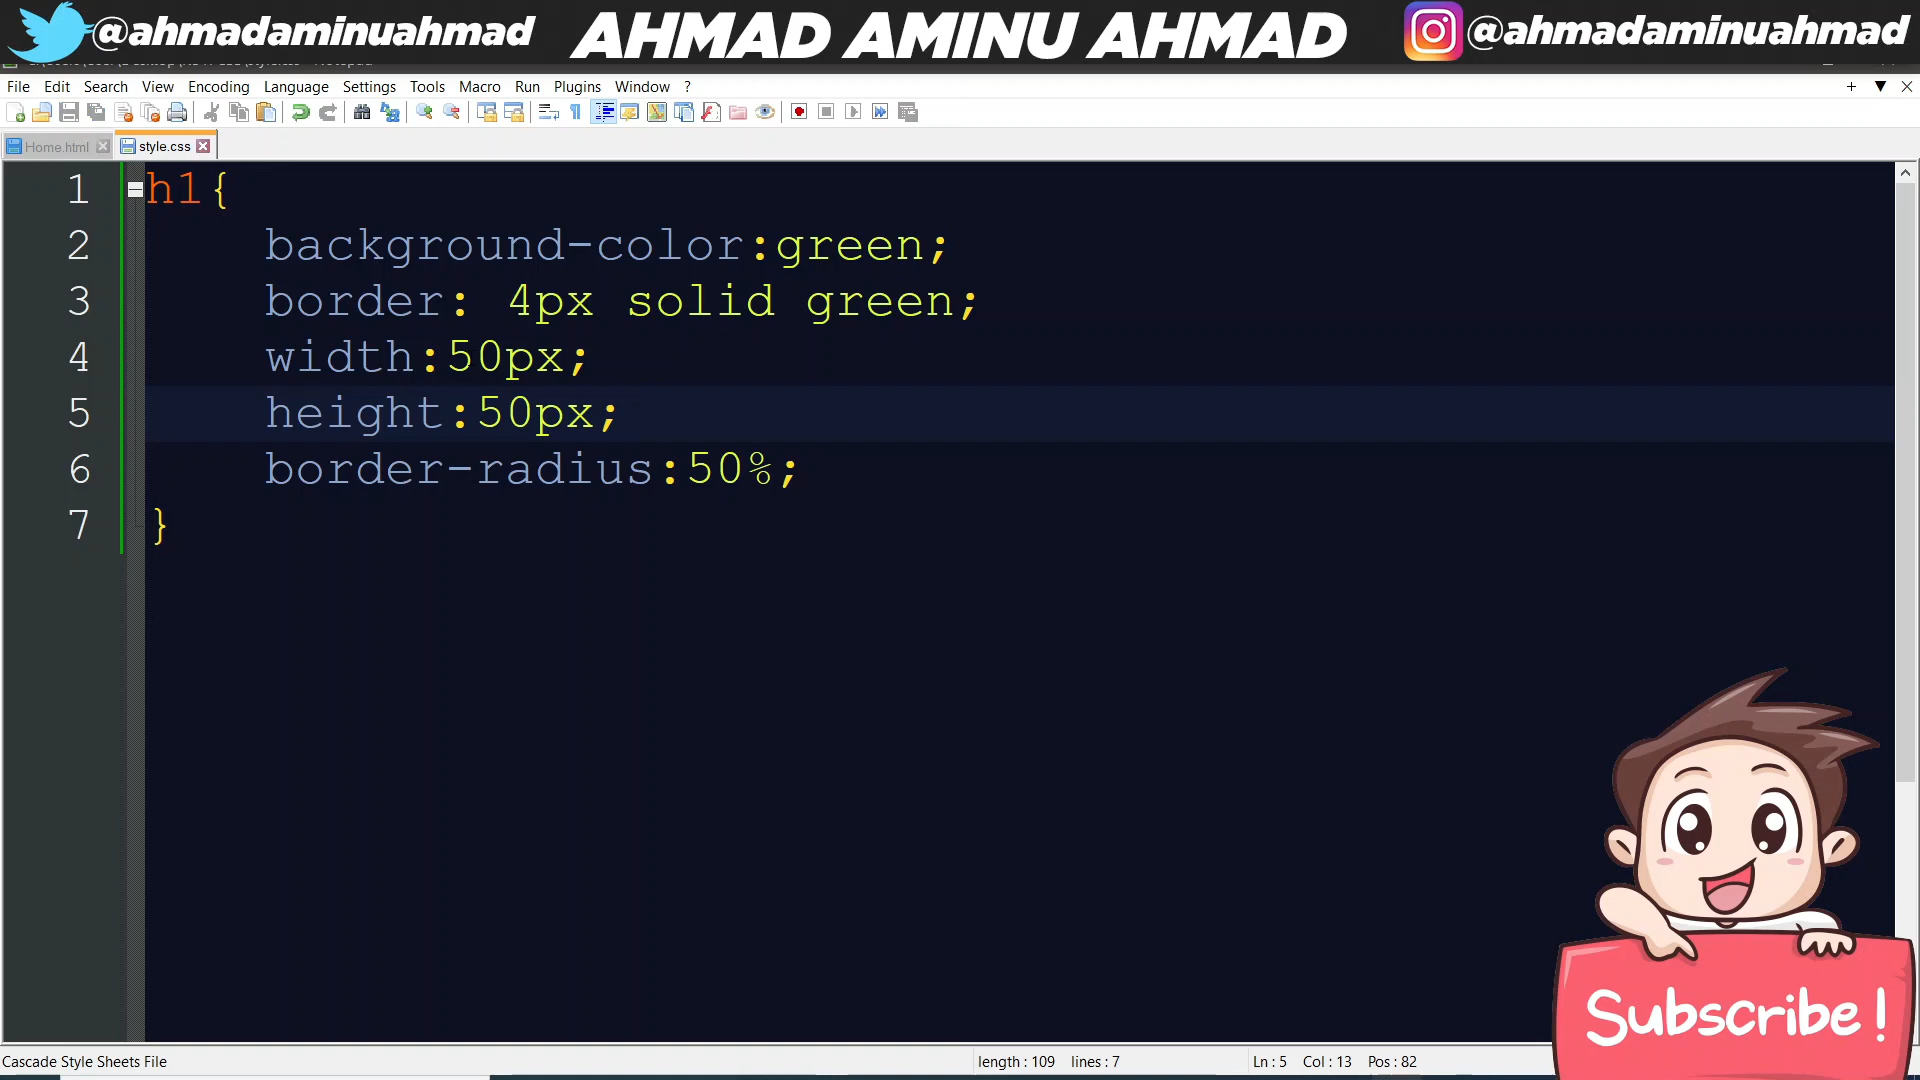 @ahmadaminuahmad AHMAD AMINU AHMAD @ahmadaminuahmad
File Edit Search View Encoding Language Settings Tools Macro Run Plugins Window ?
Home.html style.css
1 h1{
2 background-color:green;
3 border: 4px solid green;
4 width:50px;
5 height:50px;
6 border-radius:50%;
7 }
Subscribe!
Cascade Style Sheets File length : 109 lines : 7 Ln : 5 Col : 13 Pos : 82